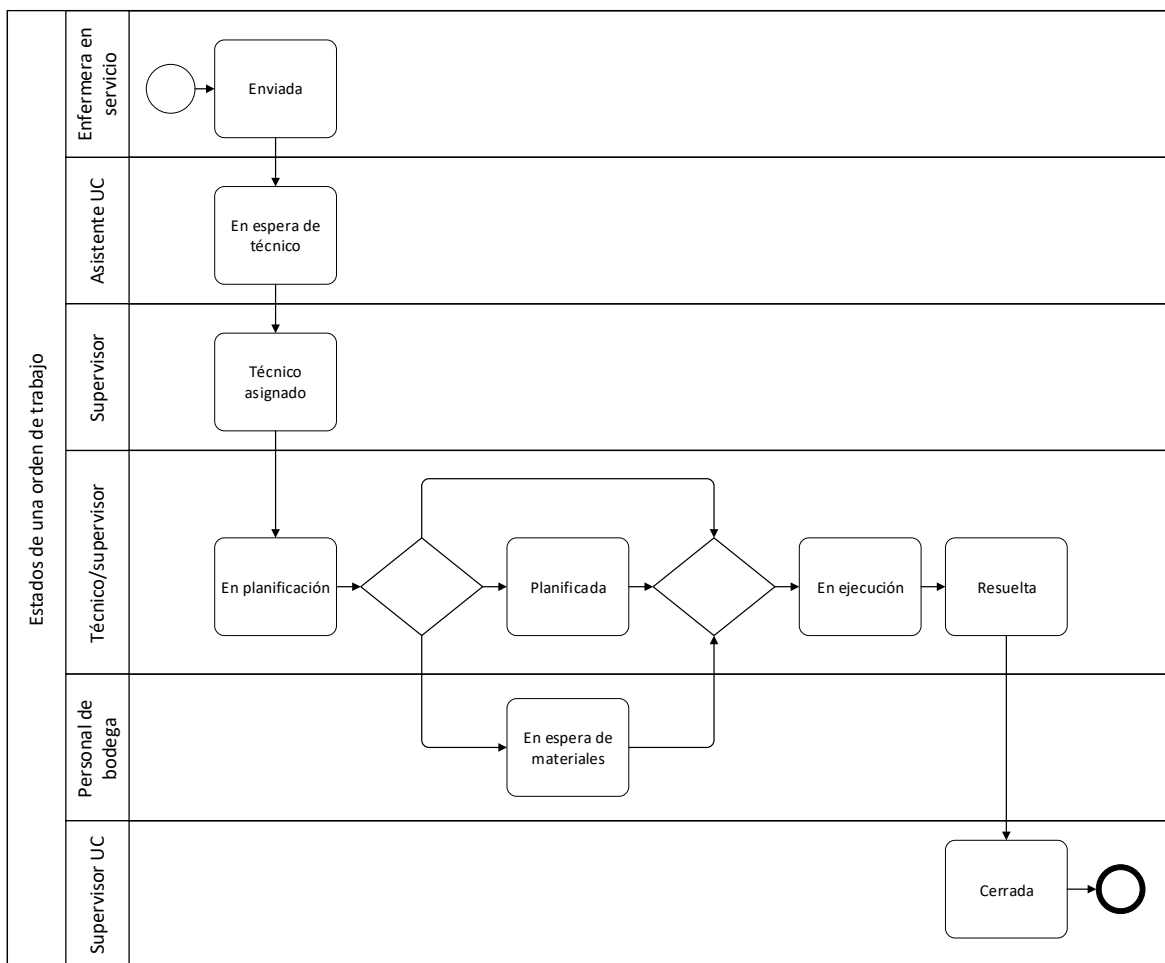 Estados de una orden de trabajo
Enfermera en
servicio
Enviada
Asistente UC
En espera de
técnico
Supervisor
Técnico
asignado
Técnico/supervisor
En planificación
Planificada
En ejecución
Resuelta
Personal de
bodega
En espera de
materiales
Supervisor UC
Cerrada